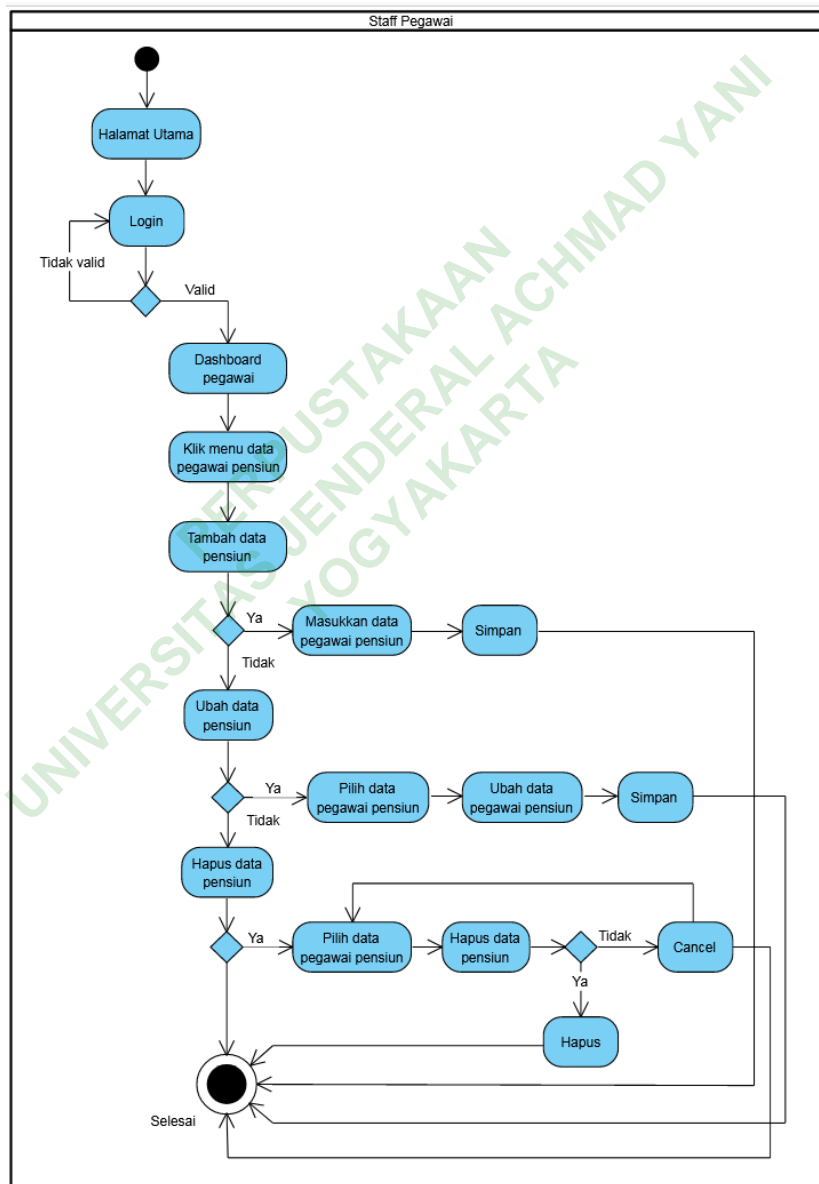 Staff Pegawai
Halamat Utama
Login
Tidak valid
Valid
Dashboard
pegawai
Klik menu data
pegawai pensiun
Tambah data
pensiun
Ya
Masukkan data
pegawai pensiun
Simpan
Tidak
Ubah data
pensiun
Ya
Pilih data
pegawai pensiun
Ubah data
pegawai pensiun
Simpan
Tidak
Hapus data
pensiun
Ya
Pilih data
pegawai pensiun
Hapus data
pensiun
Tidak
Cancel
Ya
Hapus
Selesai
PERPUSTAKAAN
UNIVERSITAS JENDERAL ACHMAD YANI
YOGYAKARTA